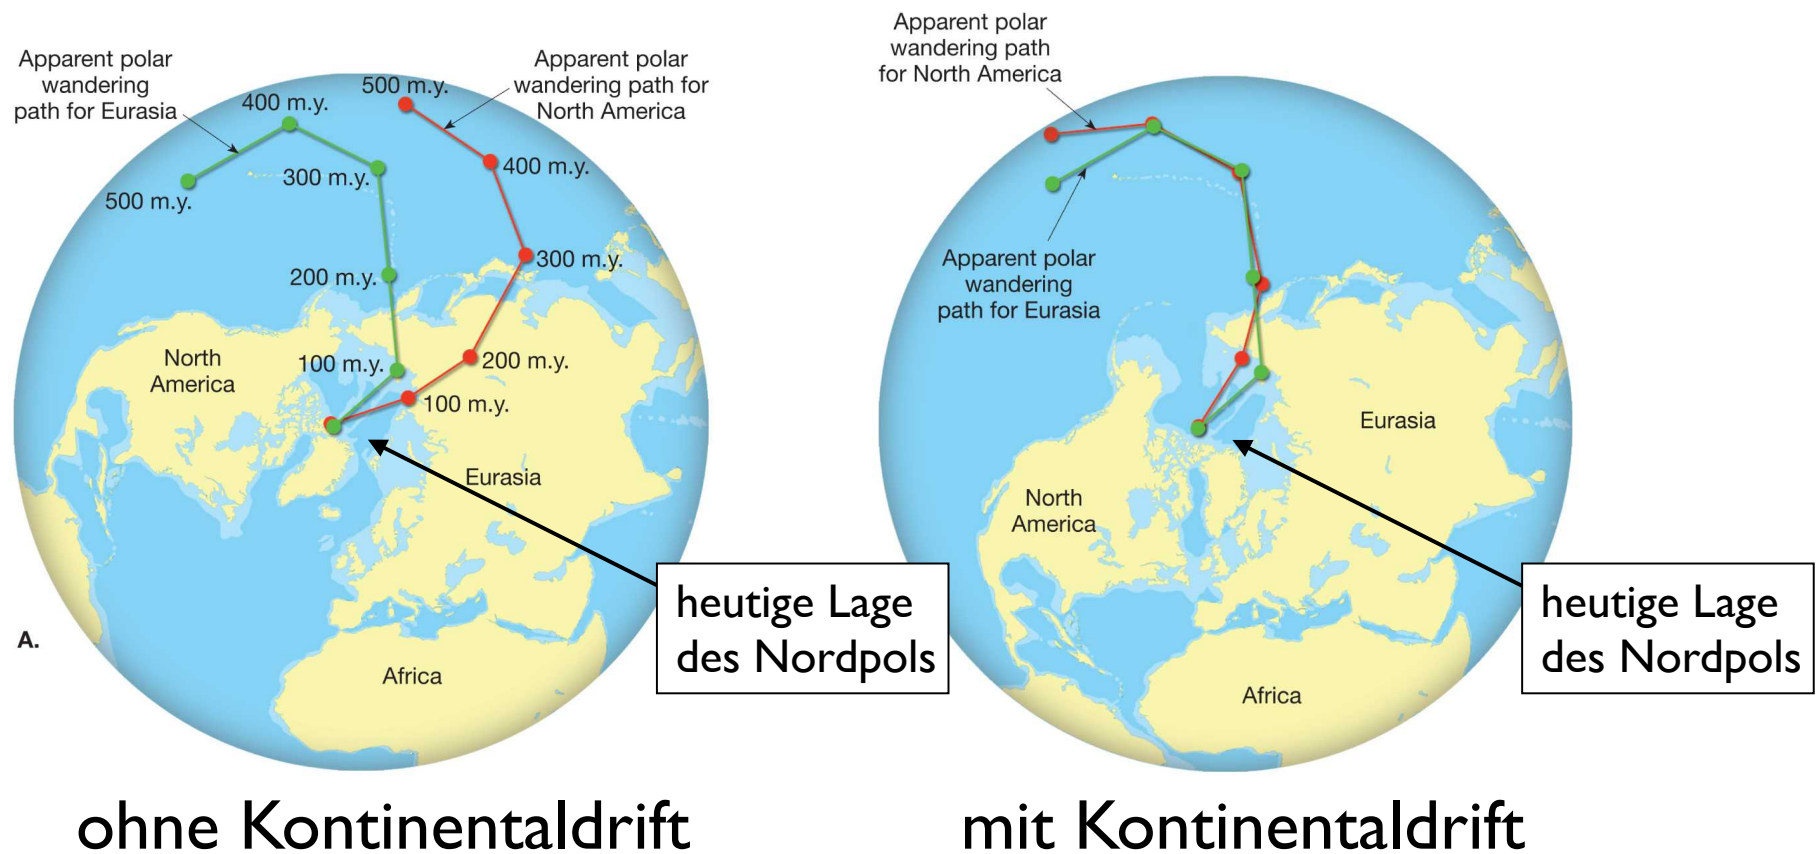 Apparent polar
wandering
path for Eurasia
Apparent polar
wandering path for
North America
500 m.y.
400 m.y.
300 m.y.
200 m.y.
100 m.y.
500 m.y.
400 m.y.
300 m.y.
200 m.y.
100 m.y.
North
America
Eurasia
Africa
A.
heutige Lage
des Nordpols
ohne Kontinentaldrift
Apparent polar
wandering path
for North America
Apparent polar
wandering
path for Eurasia
North
America
Eurasia
Africa
heutige Lage
des Nordpols
mit Kontinentaldrift